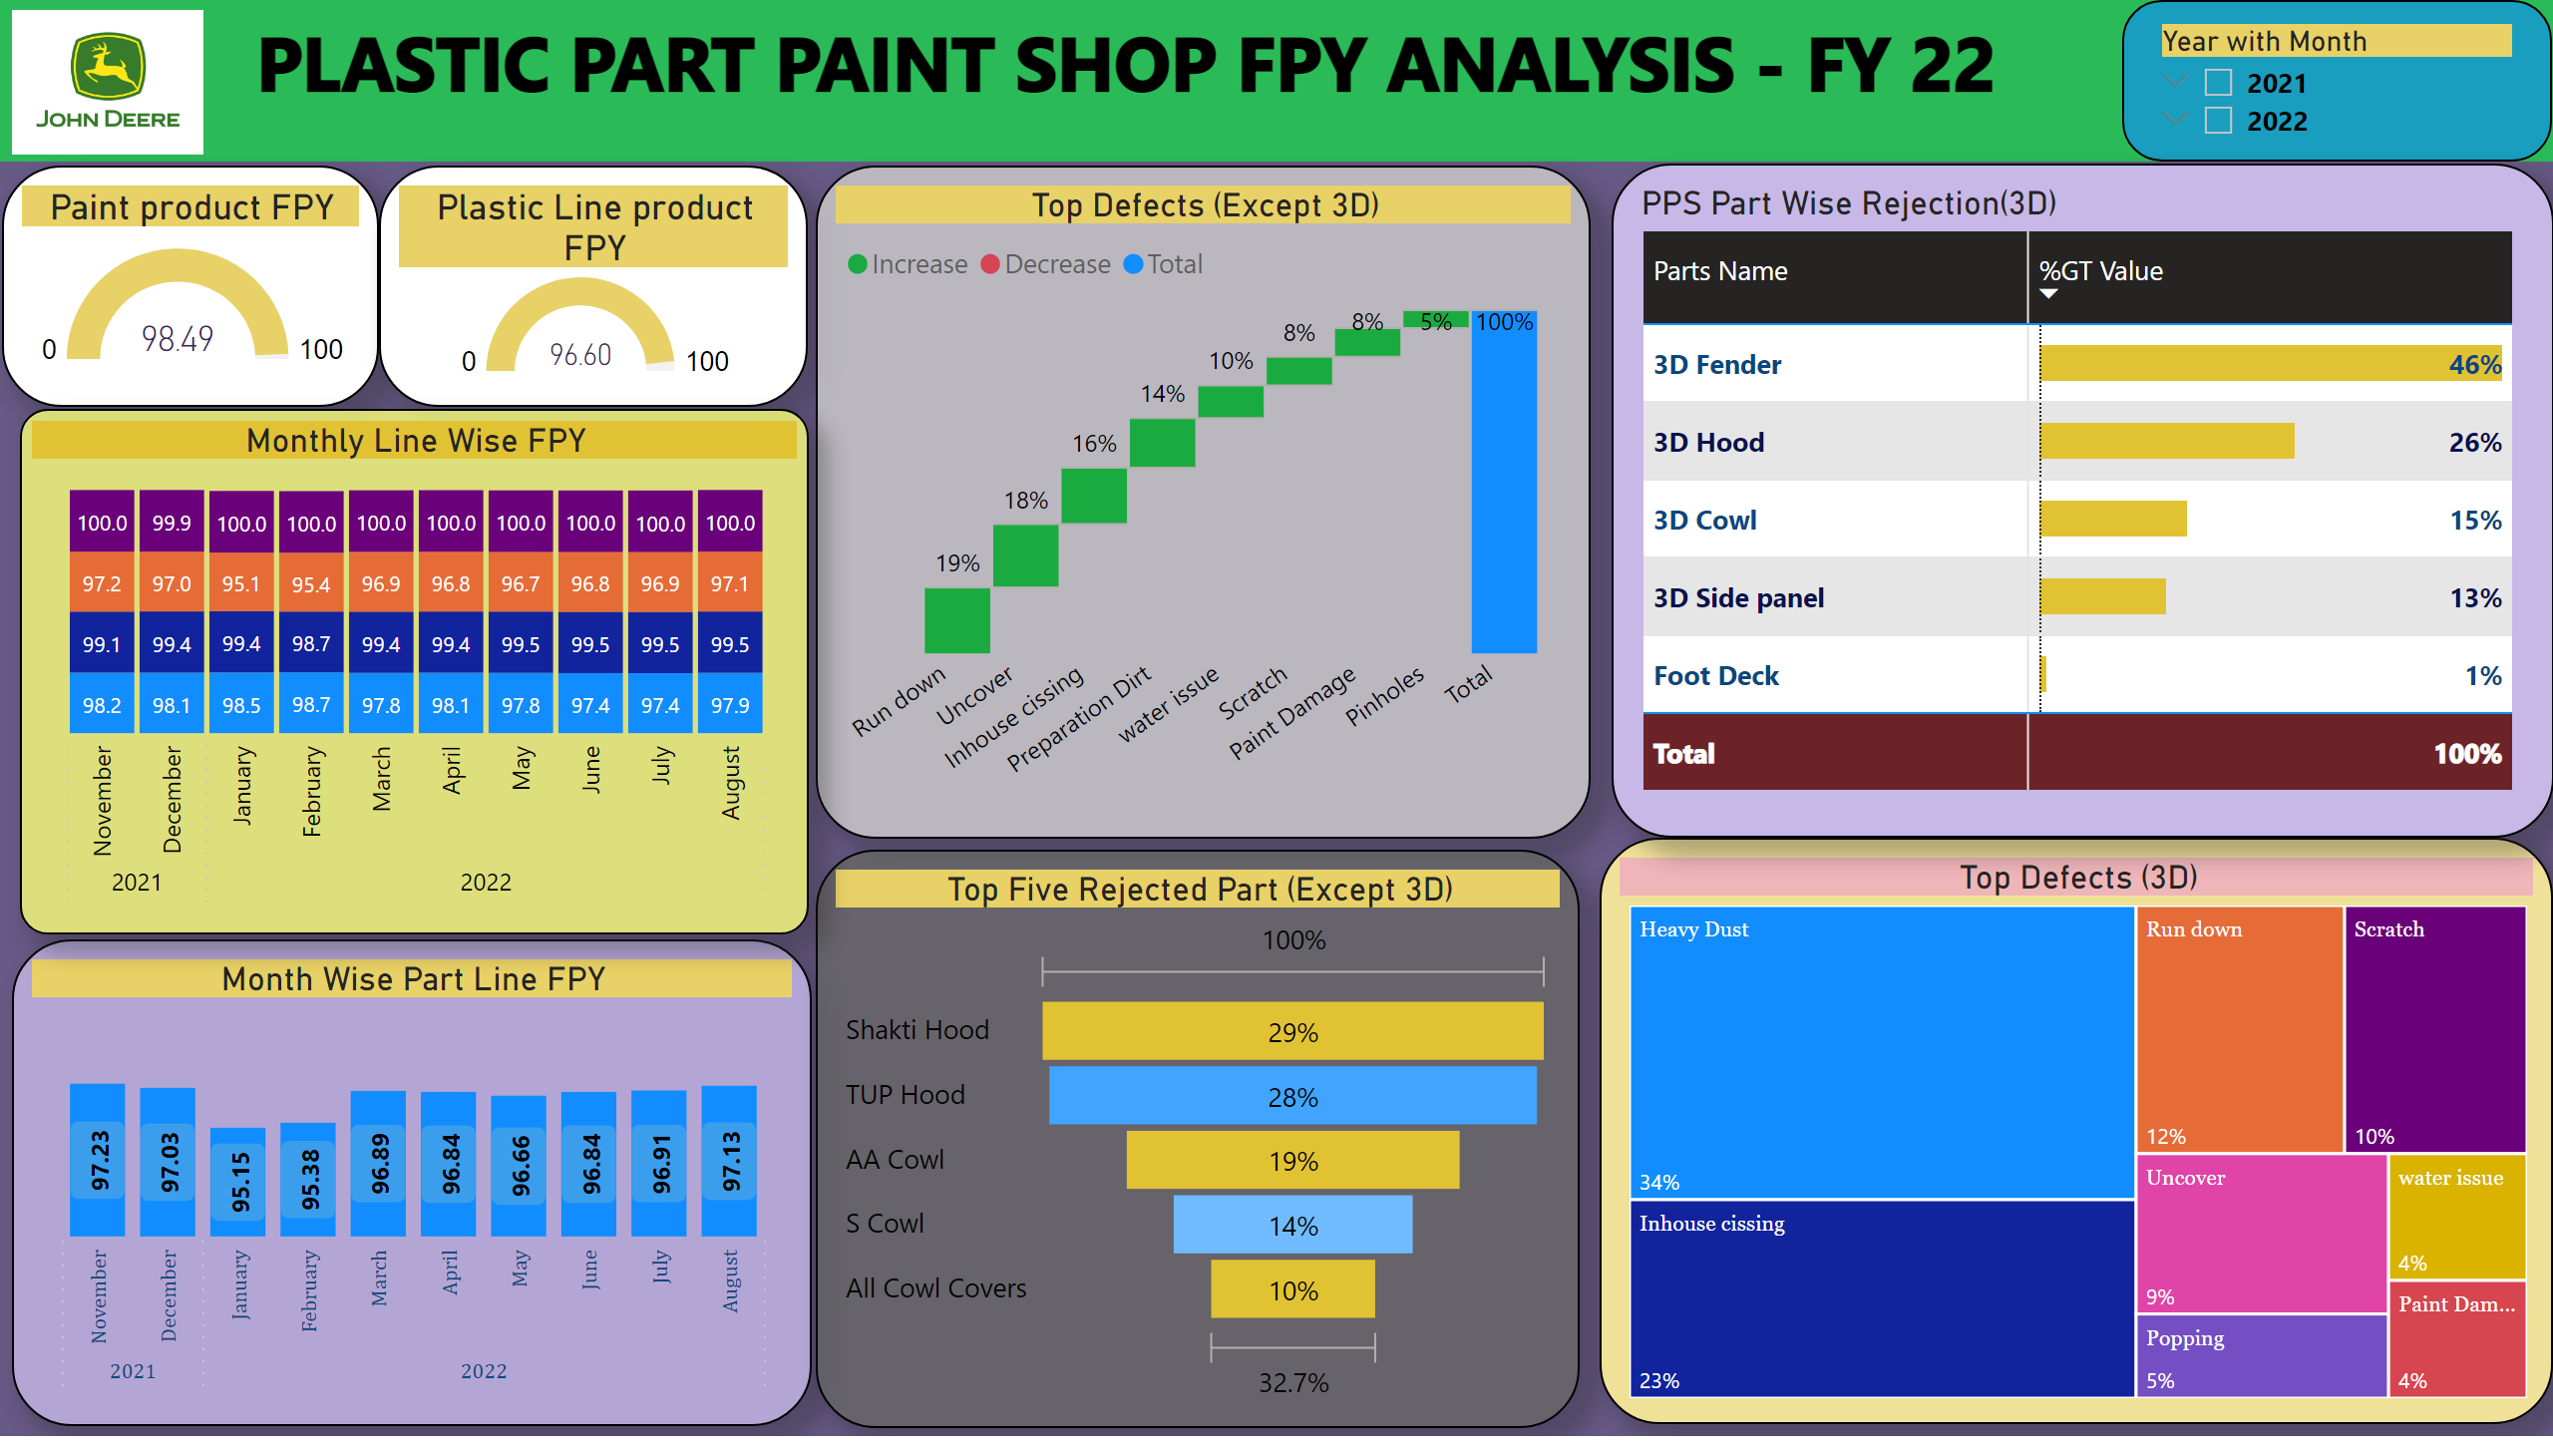 JOHN DEERE
PLASTIC PART PAINT SHOP FPY ANALYSIS - FY 22
Year with Month
2021
2022
Paint product FPY
0 98.49 100
Plastic Line product
FPY
0 96.60 100
Monthly Line Wise FPY
100.0 99.9 100.0 100.0 100.0 100.0 100.0 100.0 100.0 100.0
97.2 97.0 95.1 95.4 96.9 96.8 96.7 96.8 96.9 97.1
99.1 99.4 99.4 98.7 99.4 99.4 99.5 99.5 99.5 99.5
98.2 98.1 98.5 98.7 97.8 98.1 97.8 97.4 97.4 97.9
November December January February March April May June July August
2021 2022
Month Wise Part Line FPY
97.23 97.03 95.15 95.38 96.89 96.84 96.66 96.84 96.91 97.13
November December January February March April May June July August
2021 2022
Top Defects (Except 3D)
Increase Decrease Total
19% 18% 16% 14% 10% 8% 8% 5% 100%
Run down
Uncover
Inhouse cissing
Preparation Dirt
water issue
Scratch
Paint Damage
Pinholes
Total
Top Five Rejected Part (Except 3D)
100%
Shakti Hood 29%
TUP Hood 28%
AA Cowl 19%
S Cowl 14%
All Cowl Covers 10%
32.7%
PPS Part Wise Rejection(3D)
Parts Name %GT Value
3D Fender 46%
3D Hood 26%
3D Cowl 15%
3D Side panel 13%
Foot Deck 1%
Total 100%
Top Defects (3D)
Heavy Dust
34%
Inhouse cissing
23%
Run down
12%
Scratch
10%
Uncover
9%
Popping
5%
water issue
4%
Paint Dam...
4%